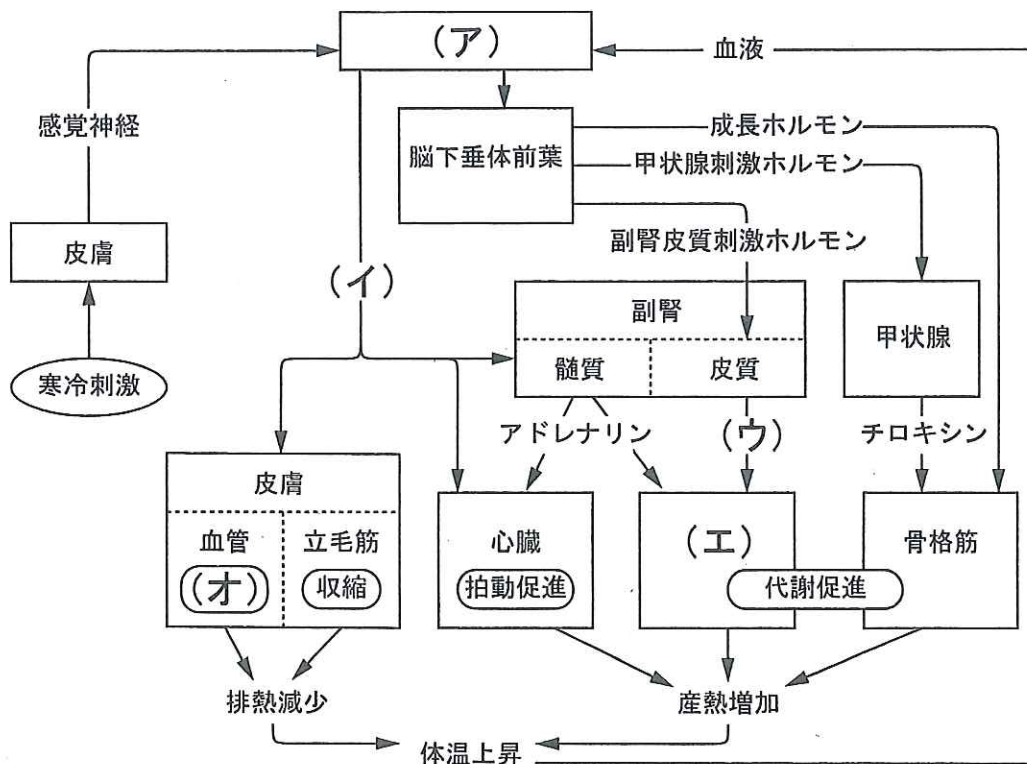 (ア)
血液
感覚神経
成長ホルモン
脳下垂体前葉
甲状腺刺激ホルモン
副腎皮質刺激ホルモン
皮膚
(イ)
副腎
甲状腺
髄質
皮質
寒冷刺激
アドレナリン
(ウ)
チロキシン
皮膚
血管
立毛筋
心臓
(エ)
骨格筋
(オ)
収縮
拍動促進
代謝促進
排熱減少
産熱増加
体温上昇